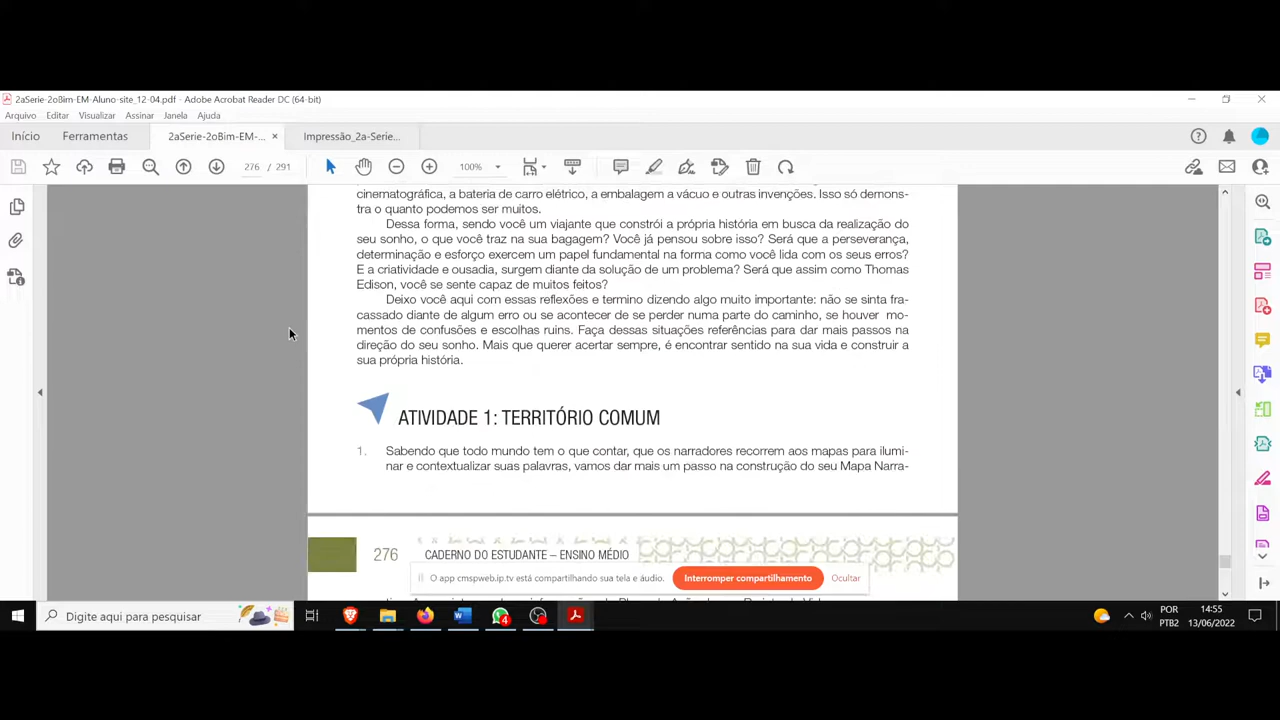 2aSerie-2oBim-EM-Aluno-site_12-04.pdf - Adobe Acrobat Reader DC (64-bit)
Arquivo Editar Visualizar Assinar Janela Ajuda
Início Ferramentas 2aSerie-2oBim-EM-... × Impressão_2a-Serie...
276 / 291 100%
cinematográfica, a bateria de carro elétrico, a embalagem a vácuo e outras invenções. Isso só demons-
tra o quanto podemos ser muitos.
Dessa forma, sendo você um viajante que constrói a própria história em busca da realização do
seu sonho, o que você traz na sua bagagem? Você já pensou sobre isso? Será que a perseverança,
determinação e esforço exercem um papel fundamental na forma como você lida com os seus erros?
E a criatividade e ousadia, surgem diante da solução de um problema? Será que assim como Thomas
Edison, você se sente capaz de muitos feitos?
Deixo você aqui com essas reflexões e termino dizendo algo muito importante: não se sinta fra-
cassado diante de algum erro ou se acontecer de se perder numa parte do caminho, se houver mo-
mentos de confusões e escolhas ruins. Faça dessas situações referências para dar mais passos na
direção do seu sonho. Mais que querer acertar sempre, é encontrar sentido na sua vida e construir a
sua própria história.
ATIVIDADE 1: TERRITÓRIO COMUM
1. Sabendo que todo mundo tem o que contar, que os narradores recorrem aos mapas para ilumi-
nar e contextualizar suas palavras, vamos dar mais um passo na construção do seu Mapa Narra-
276 CADERNO DO ESTUDANTE – ENSINO MÉDIO
O app cmspweb.ip.tv está compartilhando sua tela e áudio. Interromper compartilhamento Ocultar
Digite aqui para pesquisar 4 POR 14:55
PTB2 13/06/2022